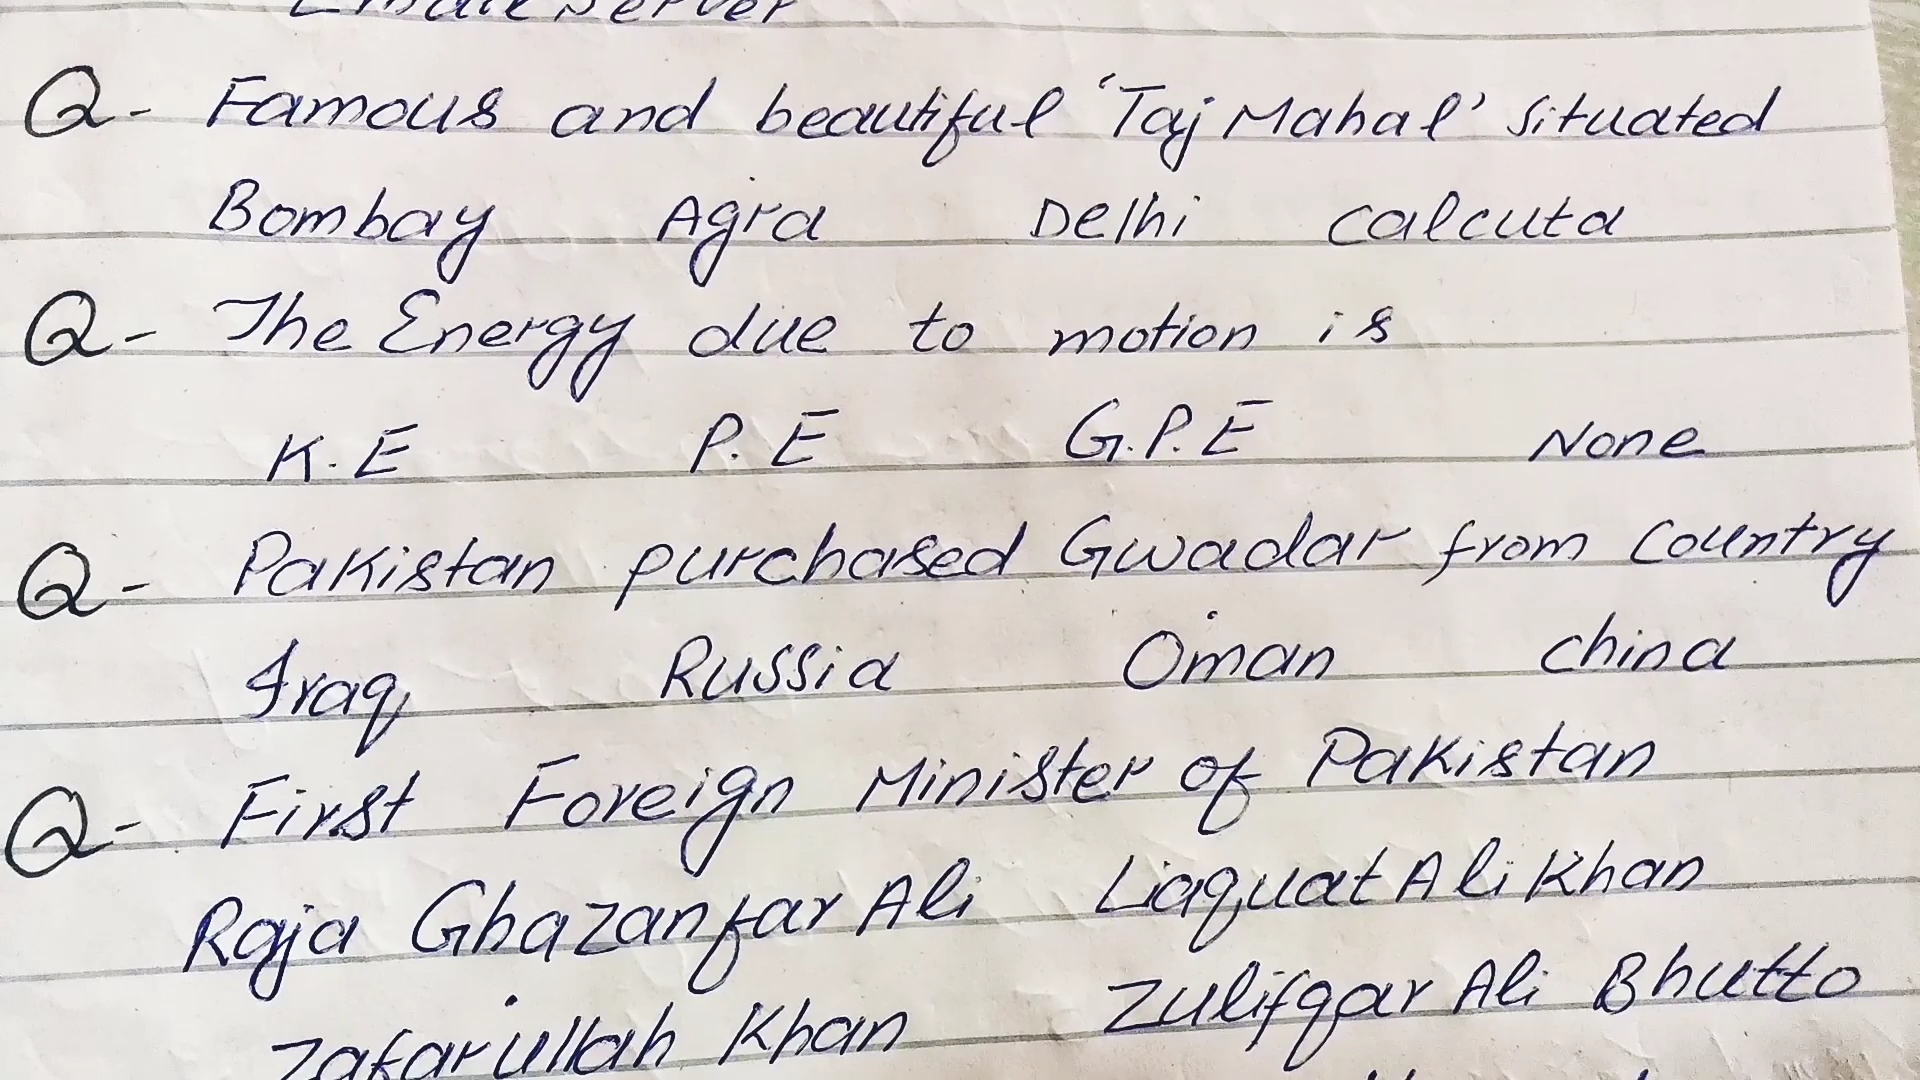 Q- Famous and beautiful 'Taj Mahal' situated
Bombay Agra Delhi Calcuta
Q- The Energy due to motion is
K.E P.E G.P.E None
Q- Pakistan purchased Gwadar from Country
Iraq Russia Oman China
Q- First Foreign Minister of Pakistan
Raja Ghazanfar Ali Liaquat Ali Khan
Zafarullah Khan Zulifqar Ali Bhutto